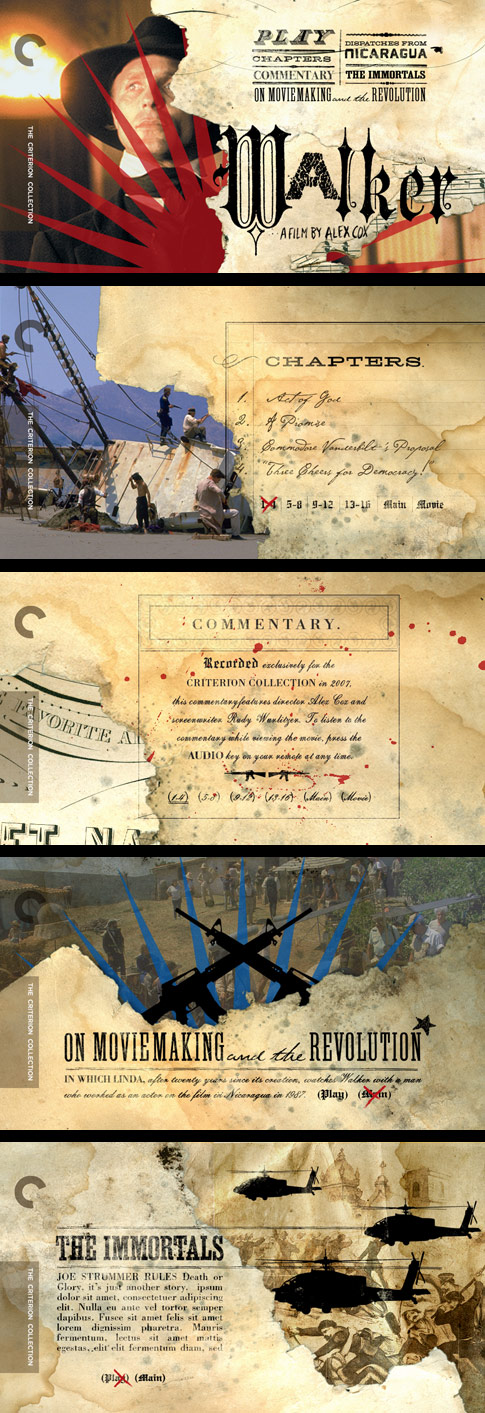 THE CRITERION COLLECTION
PLAY
CHAPTERS
COMMENTARY
DISPATCHES FROM
NICARAGUA
THE IMMORTALS
ON MOVIEMAKING and the REVOLUTION
Walker
A FILM BY ALEX COX
THE CRITERION COLLECTION
CHAPTERS.
1. Act of God
2. A Promise
3. Commodore Vanderbilt's Proposal
4. "Three Cheers for Democracy!
1-4 5-8 9-12 13-16 Main Movie
THE CRITERION COLLECTION
FAVORITE A
ET NA
COMMENTARY.
Recorded exclusively for the
CRITERION COLLECTION in 2007,
this commentary features director Alex Cox and
screenwriter Rudy Wurlitzer. To listen to the
commentary while viewing the movie, press the
AUDIO key on your remote at any time.
(1-4) (5-8) (9-12) (13-16) (Main) (Movie)
THE CRITERION COLLECTION
ON MOVIEMAKING and the REVOLUTION
IN WHICH LINDA, after twenty years since its creation, watches Walker with a man
who worked as an actor on the film in Nicaragua in 1987. (Play) (Main)
THE CRITERION COLLECTION
THE IMMORTALS
JOE STRUMMER RULES Death or
Glory. it's just another story. ipsum
dolor sit amet, consectetuer adipiscing
elit. Nulla eu ante vel tortor semper
dapibus. Fusce sit amet felis sit amet
lorem dignissim pharetra. Mauris
fermentum, lectus sit amet mattis
egestas, elit elit fermentum diam, sed
(Play) (Main)